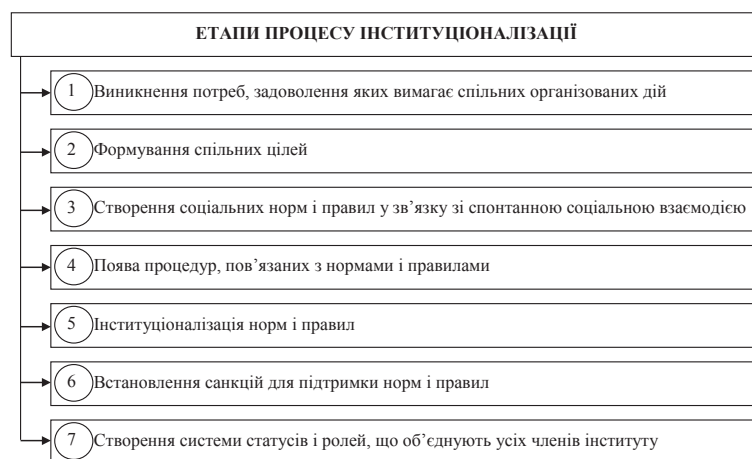 ЕТАПИ ПРОЦЕСУ ІНСТИТУЦІОНАЛІЗАЦІЇ
1 Виникнення потреб, задоволення яких вимагає спільних організованих дій
2 Формування спільних цілей
3 Створення соціальних норм і правил у зв’язку зі спонтанною соціальною взаємодією
4 Поява процедур, пов’язаних з нормами і правилами
5 Інституціоналізація норм і правил
6 Встановлення санкцій для підтримки норм і правил
7 Створення системи статусів і ролей, що об’єднують усіх членів інституту